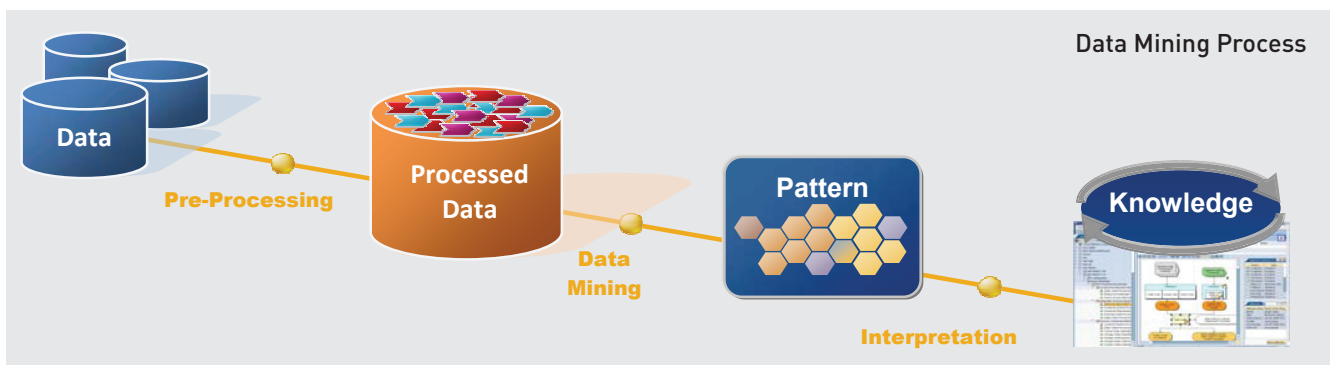 Data Mining Process
Data
Pre-Processing
Processed
Data
Data
Mining
Pattern
Interpretation
Knowledge